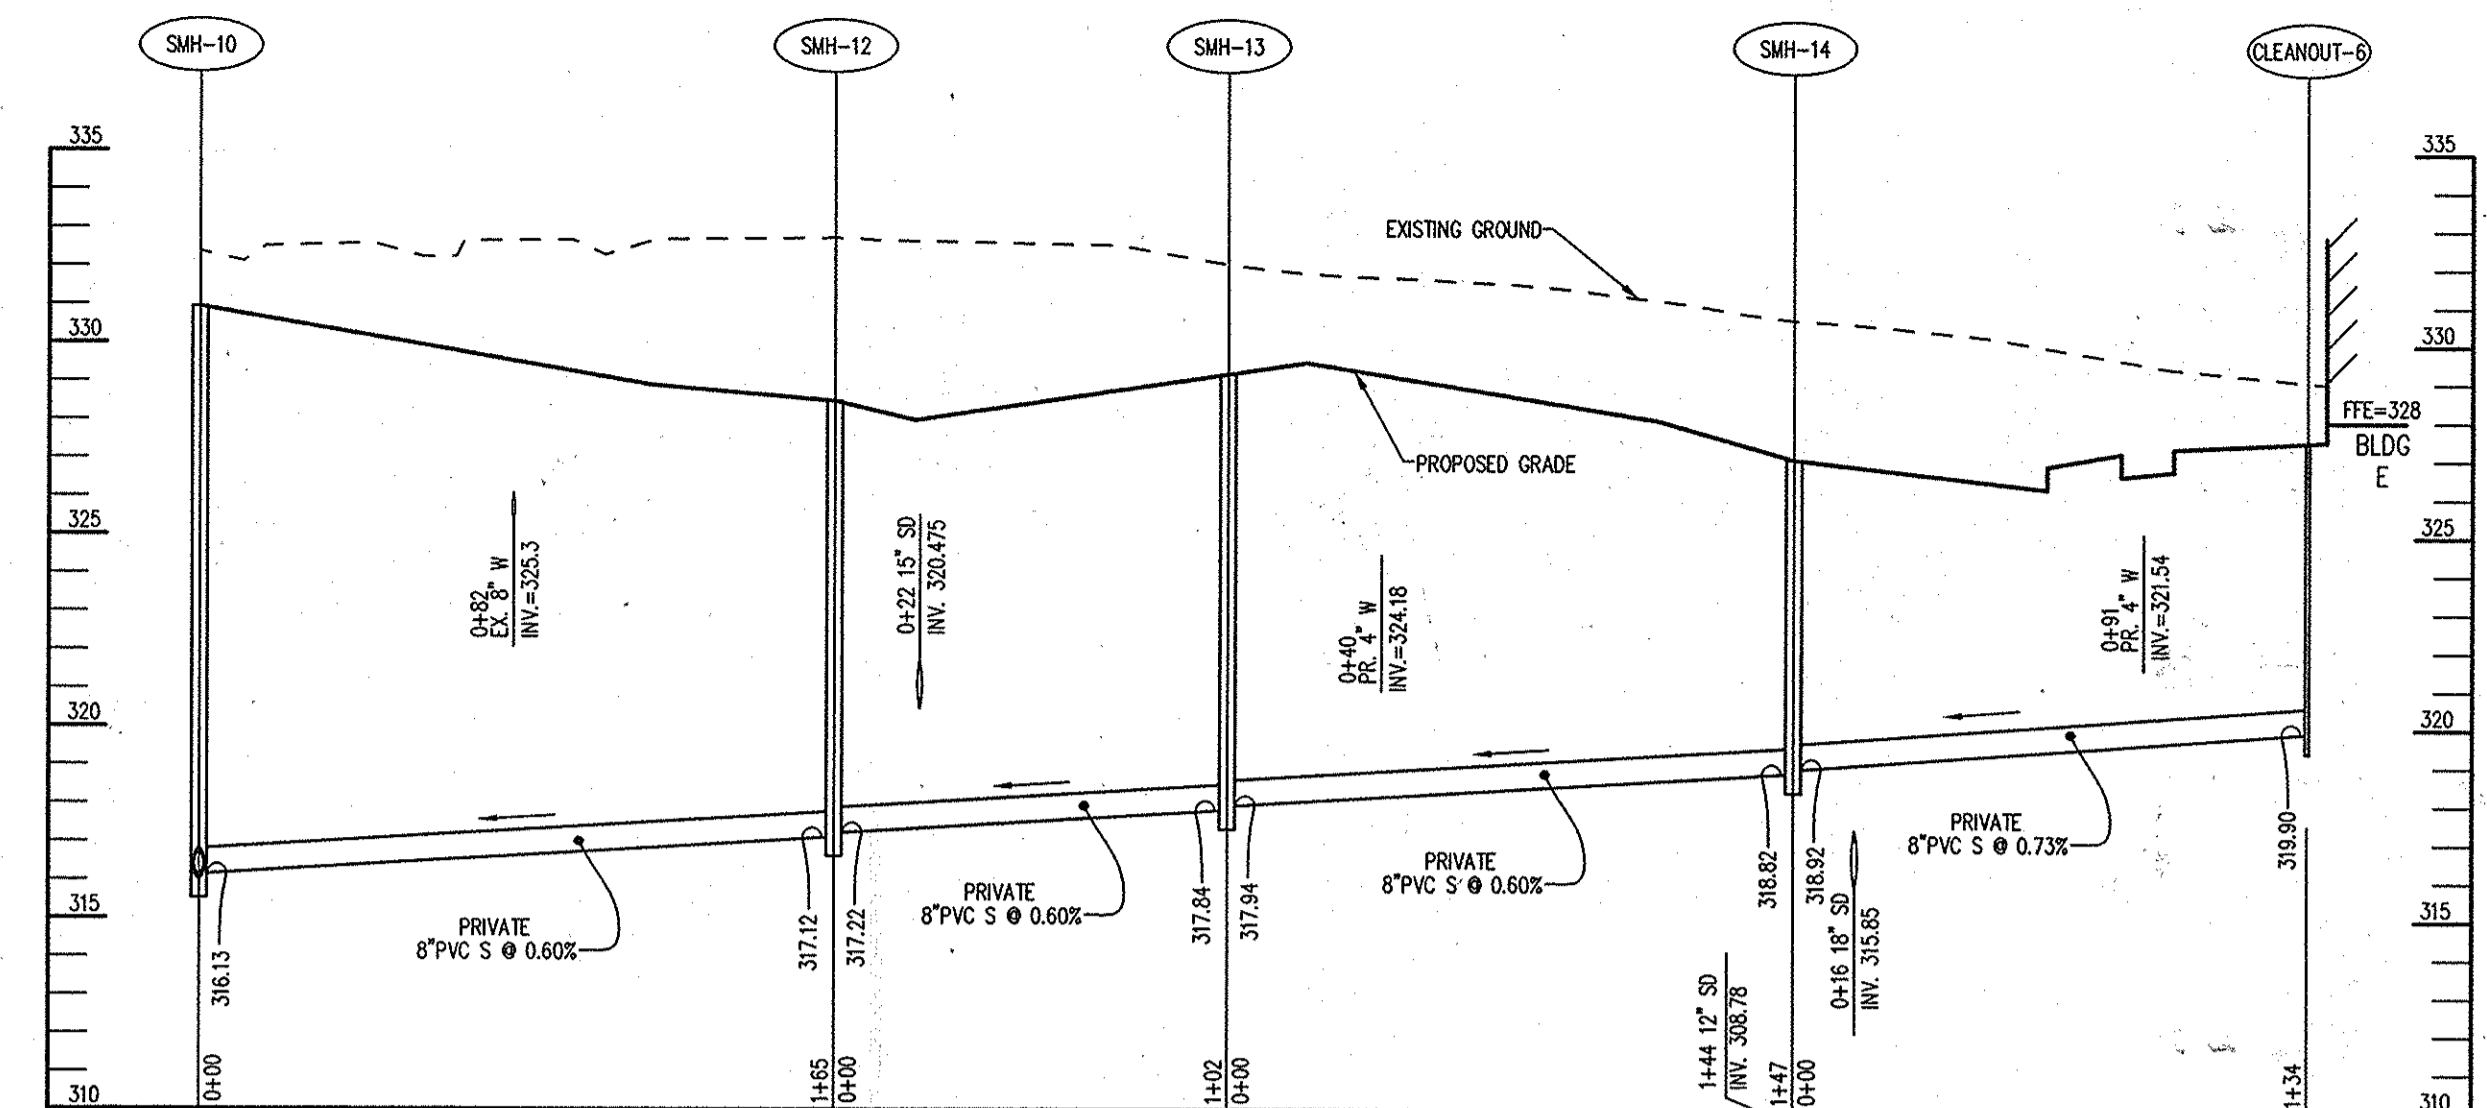 SMH-10
SMH-12
SMH-13
SMH-14
CLEANOUT-6
335
335
EXISTING GROUND
330
330
FFE=328
BLDG
E
PROPOSED GRADE
325
325
0+82
EX. 8" W
INV.=325.3
0+22 15" SD
INV. 320.475
0+40
PR. 4" W
INV.=324.18
0+91
PR. 4" W
INV.=321.54
320
320
PRIVATE
8"PVC S @ 0.60%
PRIVATE
8"PVC S @ 0.60%
PRIVATE
8"PVC S @ 0.60%
PRIVATE
8"PVC S @ 0.73%
315
315
316.13
317.12
317.22
317.84
317.94
318.82
318.92
319.90
1+44 12" SD
INV. 308.78
0+16 18" SD
INV. 315.85
310
310
0+00
1+65
0+00
1+02
0+00
1+47
0+00
1+34